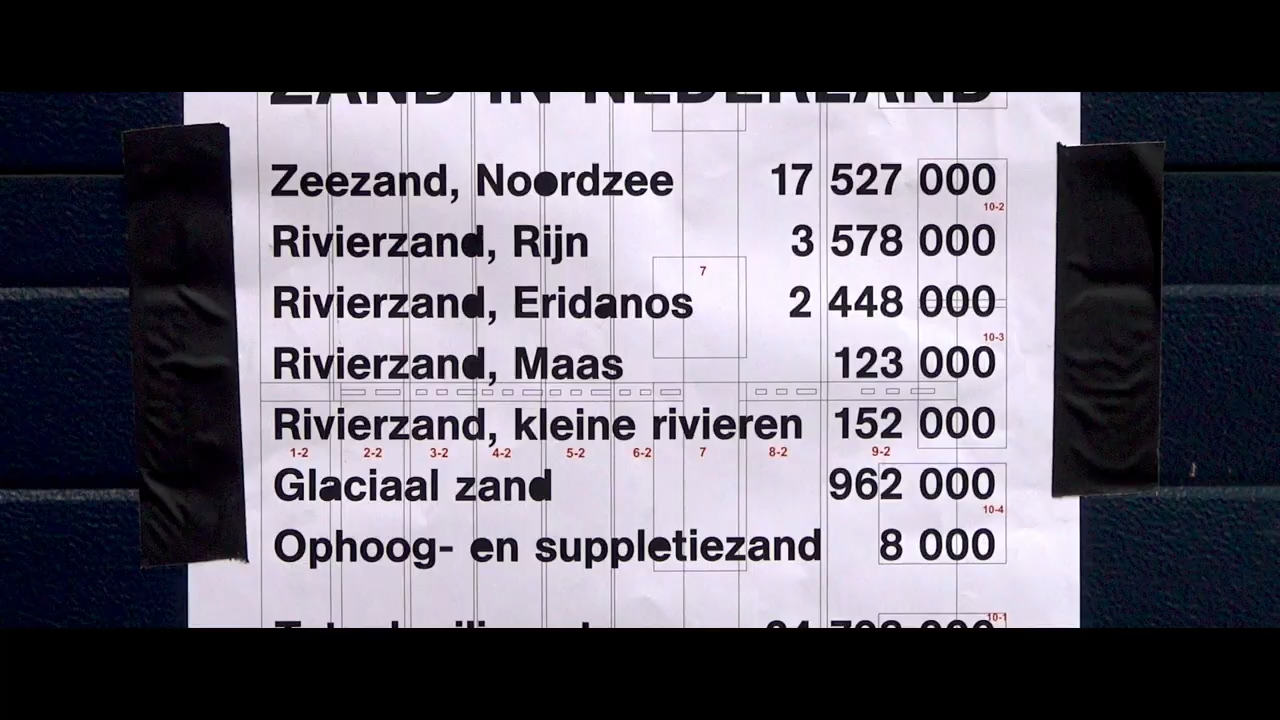 ZAND IN NEDERLAND
Zeezand, Noordzee 17 527 000
10-2
Rivierzand, Rijn 3 578 000
7
Rivierzand, Eridanos 2 448 000
10-3
Rivierzand, Maas 123 000
Rivierzand, kleine rivieren 152 000
1-2 2-2 3-2 4-2 5-2 6-2 7 8-2 9-2
Glaciaal zand 962 000
10-4
Ophoog- en suppletiezand 8 000
10-1